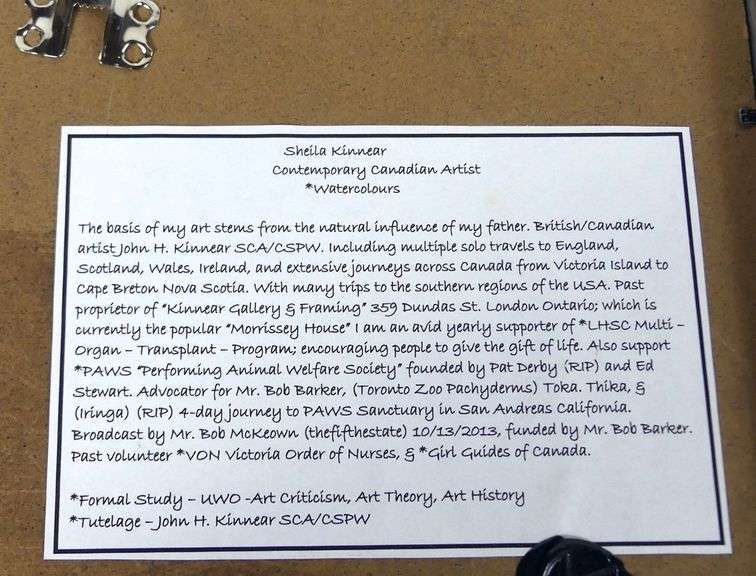 Sheila Kinnear
Contemporary Canadian Artist
*Watercolours
The basis of my art stems from the natural influence of my father. British/Canadian
artist John H. Kinnear SCA/CSPW. Including multiple solo travels to England,
Scotland, Wales, Ireland, and extensive journeys across Canada from Victoria Island to
Cape Breton Nova Scotia. With many trips to the southern regions of the USA. Past
proprietor of "Kinnear Gallery & Framing" 359 Dundas St. London Ontario; which is
currently the popular "Morrissey House" I am an avid yearly supporter of *LHSC Multi –
Organ – Transplant – Program; encouraging people to give the gift of life. Also support
*PAWS "Performing Animal Welfare Society" founded by Pat Derby (RIP) and Ed
Stewart. Advocator for Mr. Bob Barker, (Toronto Zoo Pachyderms) Toka. Thika, &
(Iringa) (RIP) 4-day journey to PAWS Sanctuary in San Andreas California.
Broadcast by Mr. Bob McKeown (thefifthestate) 10/13/2013, funded by Mr. Bob Barker.
Past volunteer *VON Victoria Order of Nurses, & *Girl Guides of Canada.
*Formal Study – UWO -Art Criticism, Art Theory, Art History
*Tutelage – John H. Kinnear SCA/CSPW